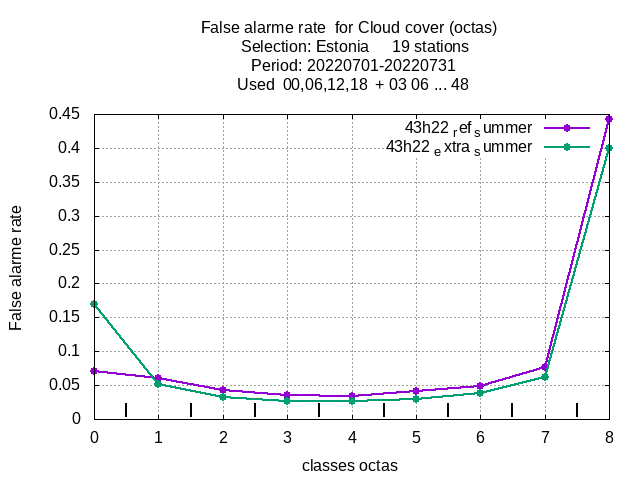 False alarme rate  for Cloud cover (octas)
Selection: Estonia     19 stations
Period: 20220701-20220731
Used  00,06,12,18  + 03 06 ... 48
43h22 ref summer
43h22 extra summer
0.45
0.4
0.35
0.3
0.25
0.2
0.15
0.1
0.05
0
False alarme rate
0 1 2 3 4 5 6 7 8
classes octas